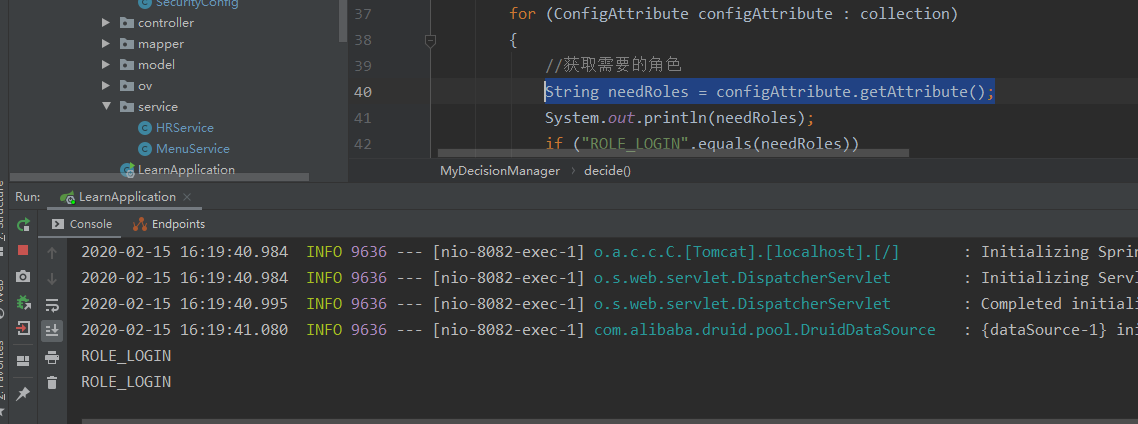 SecurityConfig
controller
mapper
model
ov
service
HRService
MenuService
LearnApplication
37 for (ConfigAttribute configAttribute : collection)
38 {
39 //获取需要的角色
40 String needRoles = configAttribute.getAttribute();
41 System.out.println(needRoles);
42 if ("ROLE_LOGIN".equals(needRoles))
MyDecisionManager › decide()
Run: LearnApplication ×
Console Endpoints
2020-02-15 16:19:40.984 INFO 9636 --- [nio-8082-exec-1] o.a.c.c.C.[Tomcat].[localhost].[/] : Initializing Sprin
2020-02-15 16:19:40.984 INFO 9636 --- [nio-8082-exec-1] o.s.web.servlet.DispatcherServlet : Initializing Servl
2020-02-15 16:19:40.995 INFO 9636 --- [nio-8082-exec-1] o.s.web.servlet.DispatcherServlet : Completed initiali
2020-02-15 16:19:41.080 INFO 9636 --- [nio-8082-exec-1] com.alibaba.druid.pool.DruidDataSource : {dataSource-1} ini
ROLE_LOGIN
ROLE_LOGIN
Web